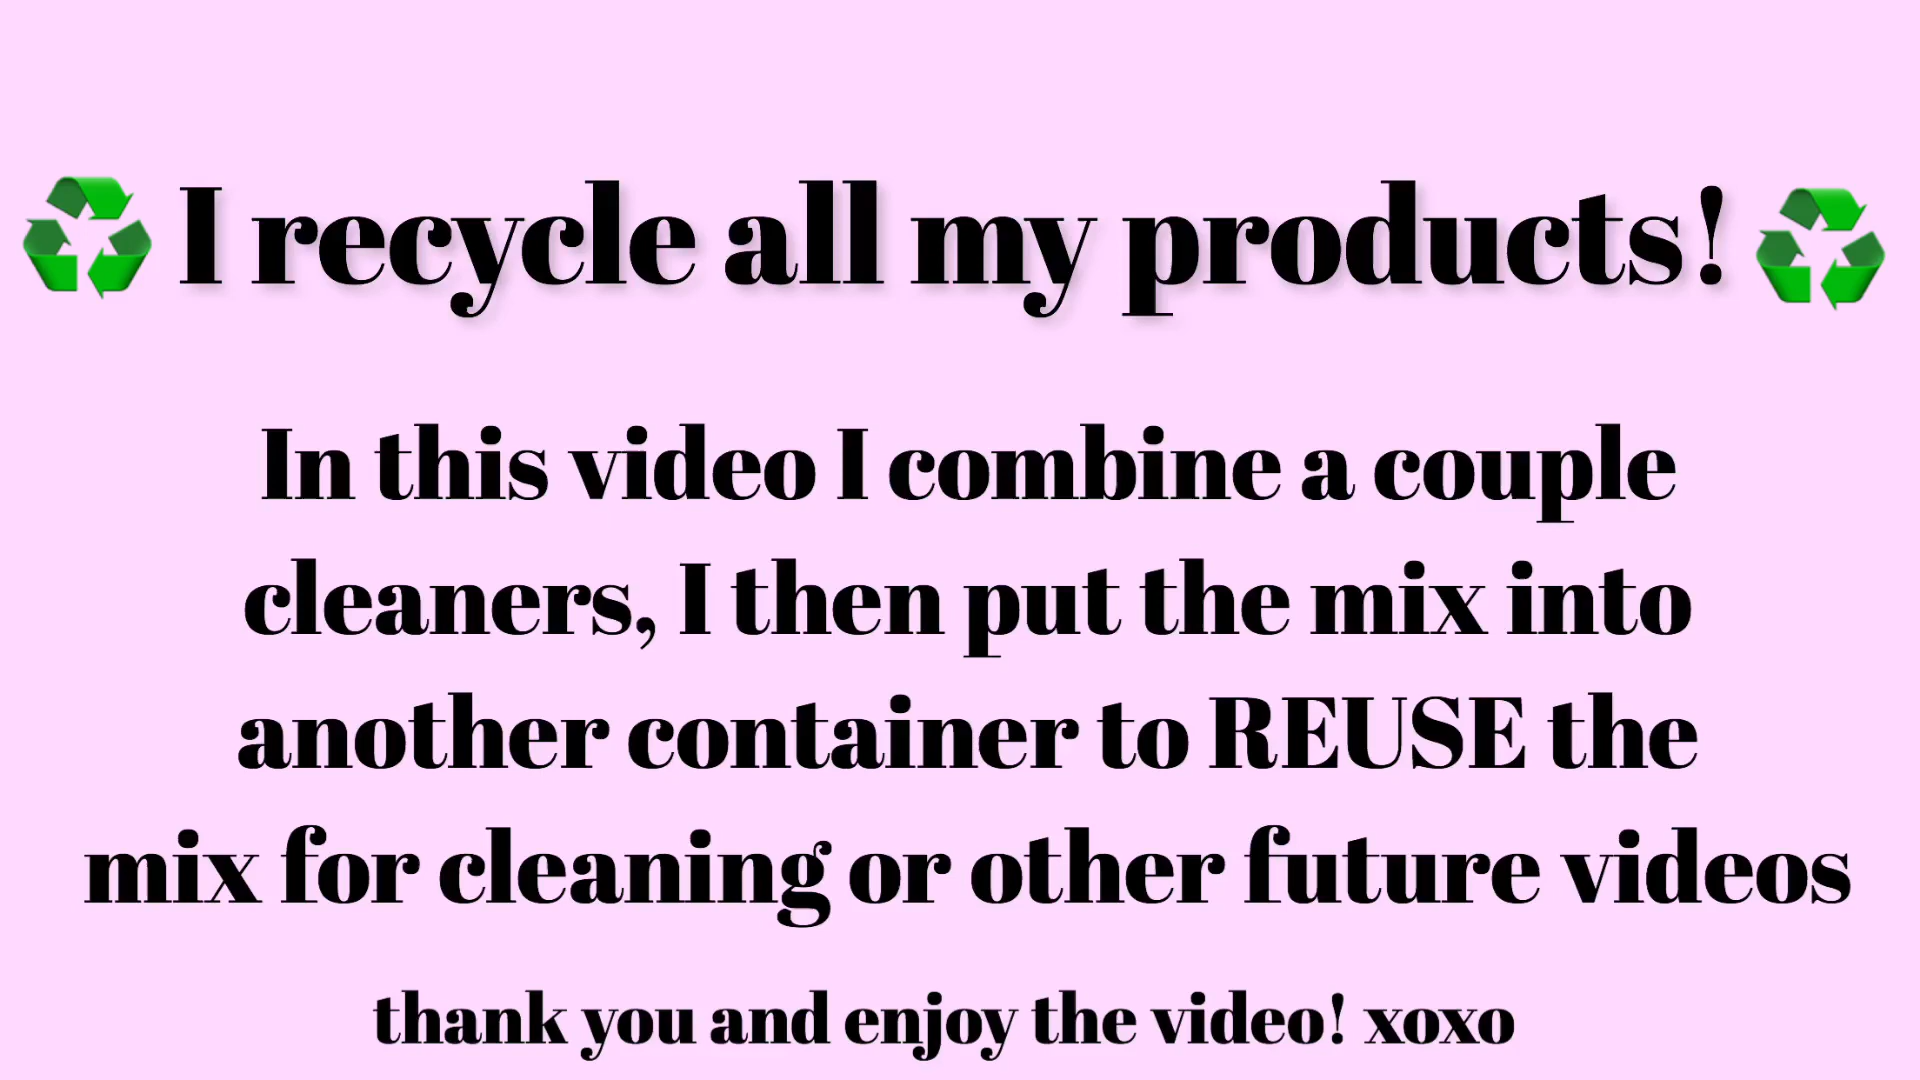 ♻️ I recycle all my products! ♻️
In this video I combine a couple
cleaners, I then put the mix into
another container to REUSE the
mix for cleaning or other future videos
thank you and enjoy the video! xoxo